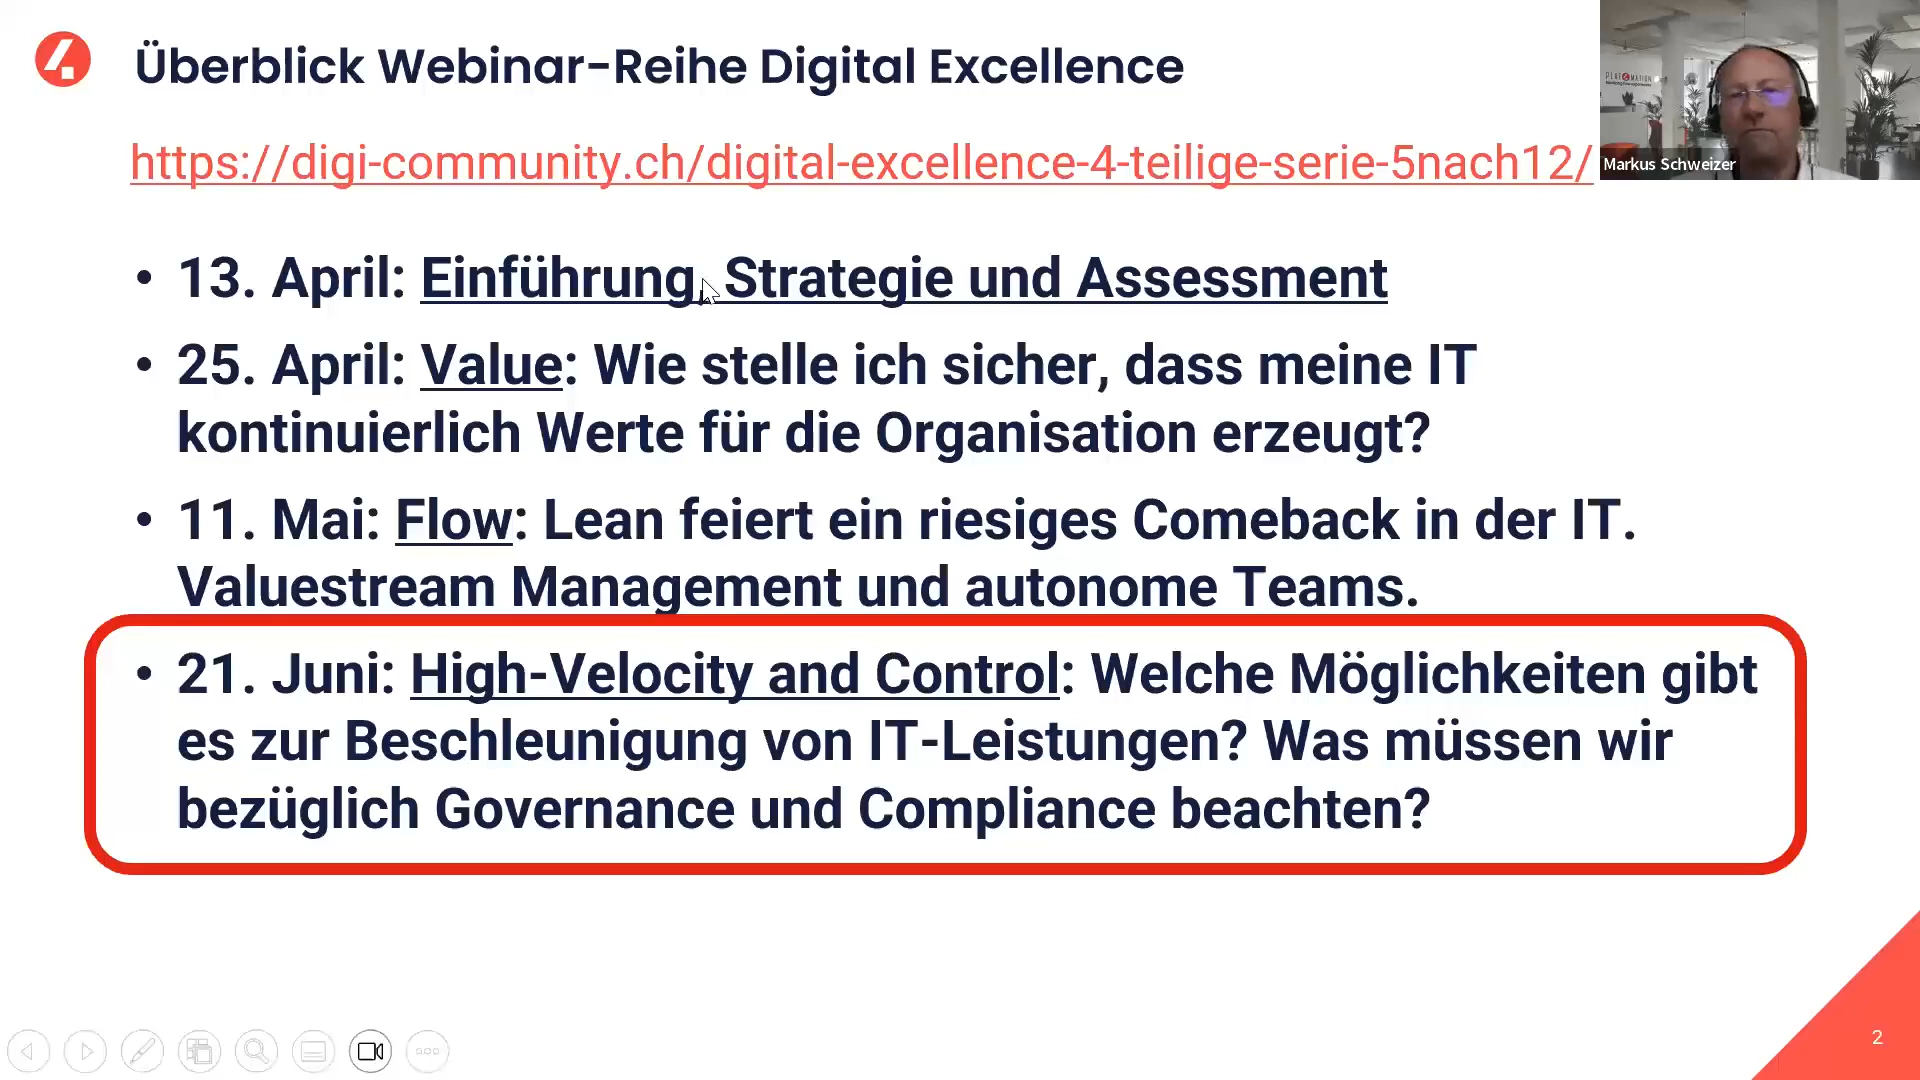 Überblick Webinar-Reihe Digital Excellence
https://digi-community.ch/digital-excellence-4-teilige-serie-5nach12/
Markus Schweizer
• 13. April: Einführung, Strategie und Assessment
• 25. April: Value: Wie stelle ich sicher, dass meine IT
kontinuierlich Werte für die Organisation erzeugt?
• 11. Mai: Flow: Lean feiert ein riesiges Comeback in der IT.
Valuestream Management und autonome Teams.
• 21. Juni: High-Velocity and Control: Welche Möglichkeiten gibt
es zur Beschleunigung von IT-Leistungen? Was müssen wir
bezüglich Governance und Compliance beachten?
2